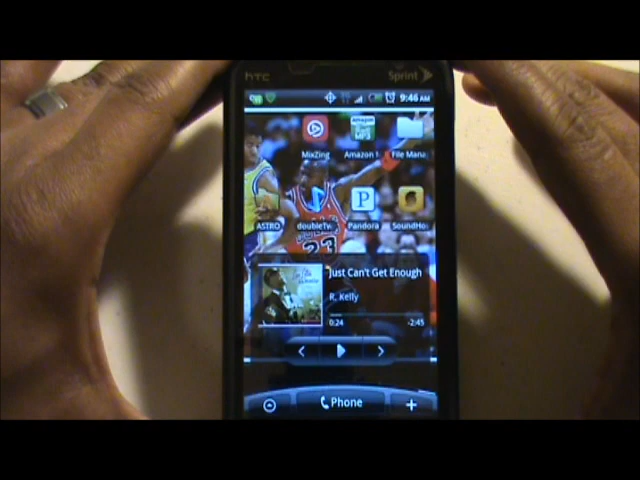 hTC Sprint
9:46 AM
MixZing Amazon File Mana
amazon
MP3
P
ASTRO doubleTw Pandora SoundHo
23
Just Can't Get Enough
R. Kelly
0:24 -2:45
Phone